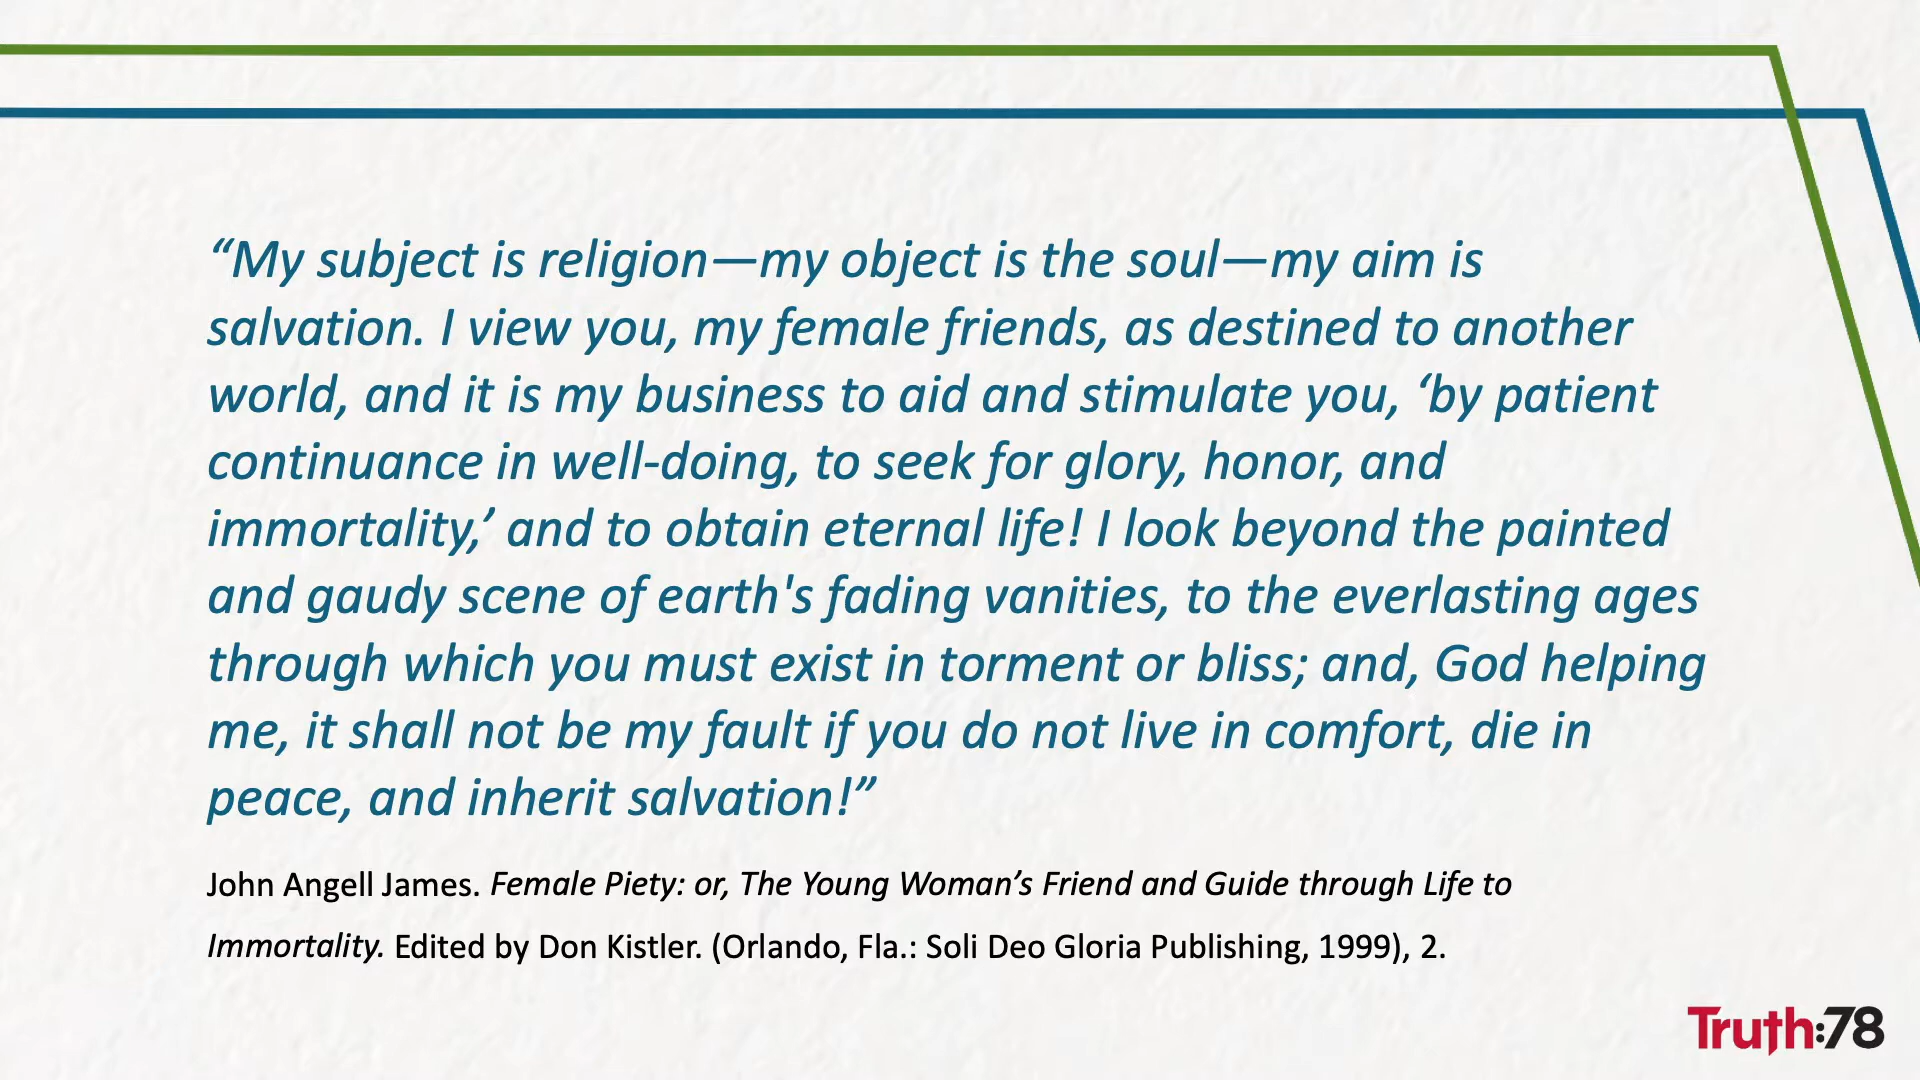 “My subject is religion—my object is the soul—my aim is
salvation. I view you, my female friends, as destined to another
world, and it is my business to aid and stimulate you, ‘by patient
continuance in well-doing, to seek for glory, honor, and
immortality,’ and to obtain eternal life! I look beyond the painted
and gaudy scene of earth's fading vanities, to the everlasting ages
through which you must exist in torment or bliss; and, God helping
me, it shall not be my fault if you do not live in comfort, die in
peace, and inherit salvation!”
John Angell James. Female Piety: or, The Young Woman’s Friend and Guide through Life to
Immortality. Edited by Don Kistler. (Orlando, Fla.: Soli Deo Gloria Publishing, 1999), 2.
Truth:78